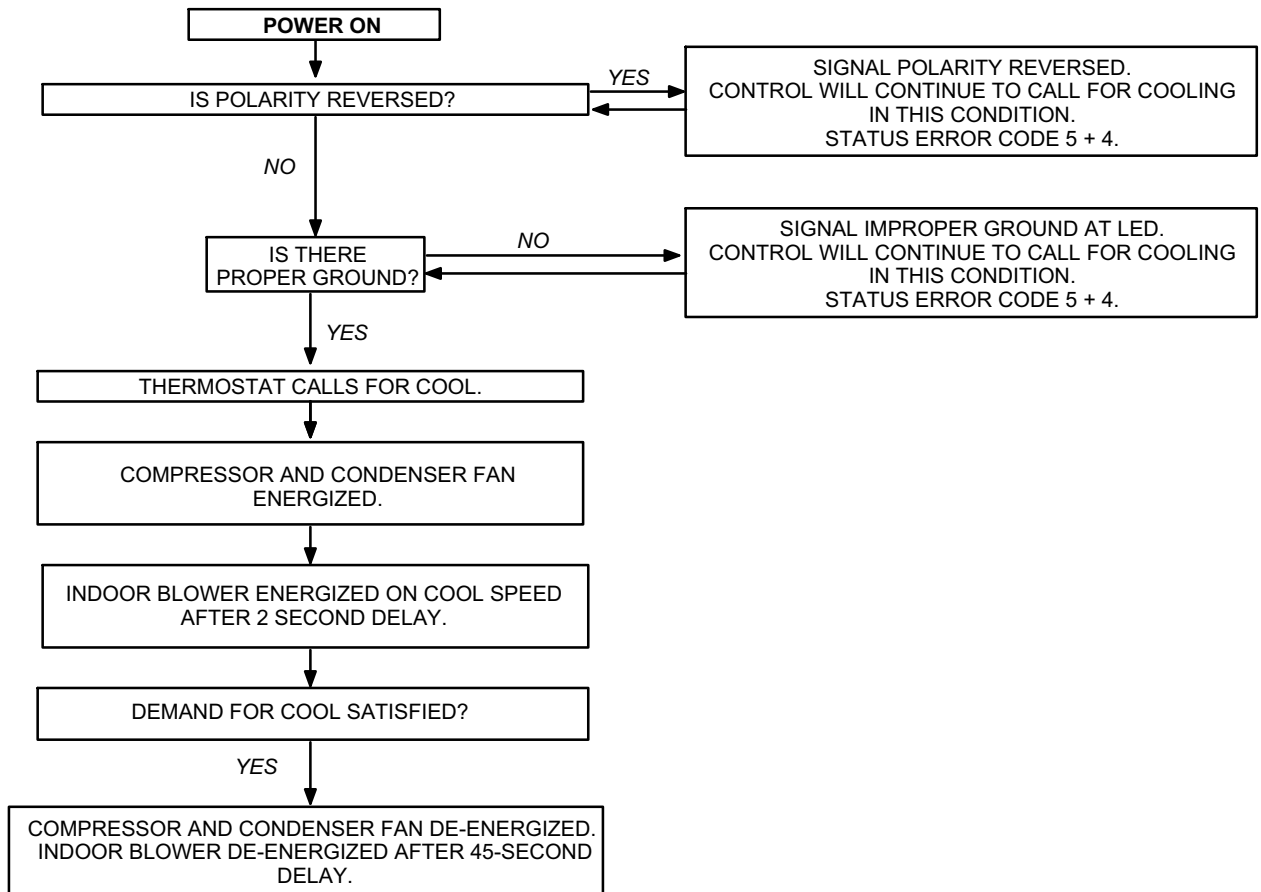 POWER ON
IS POLARITY REVERSED?
YES
SIGNAL POLARITY REVERSED.
CONTROL WILL CONTINUE TO CALL FOR COOLING
IN THIS CONDITION.
STATUS ERROR CODE 5 + 4.
NO
IS THERE
PROPER GROUND?
NO
SIGNAL IMPROPER GROUND AT LED.
CONTROL WILL CONTINUE TO CALL FOR COOLING
IN THIS CONDITION.
STATUS ERROR CODE 5 + 4.
YES
THERMOSTAT CALLS FOR COOL.
COMPRESSOR AND CONDENSER FAN
ENERGIZED.
INDOOR BLOWER ENERGIZED ON COOL SPEED
AFTER 2 SECOND DELAY.
DEMAND FOR COOL SATISFIED?
YES
COMPRESSOR AND CONDENSER FAN DE-ENERGIZED.
INDOOR BLOWER DE-ENERGIZED AFTER 45-SECOND
DELAY.